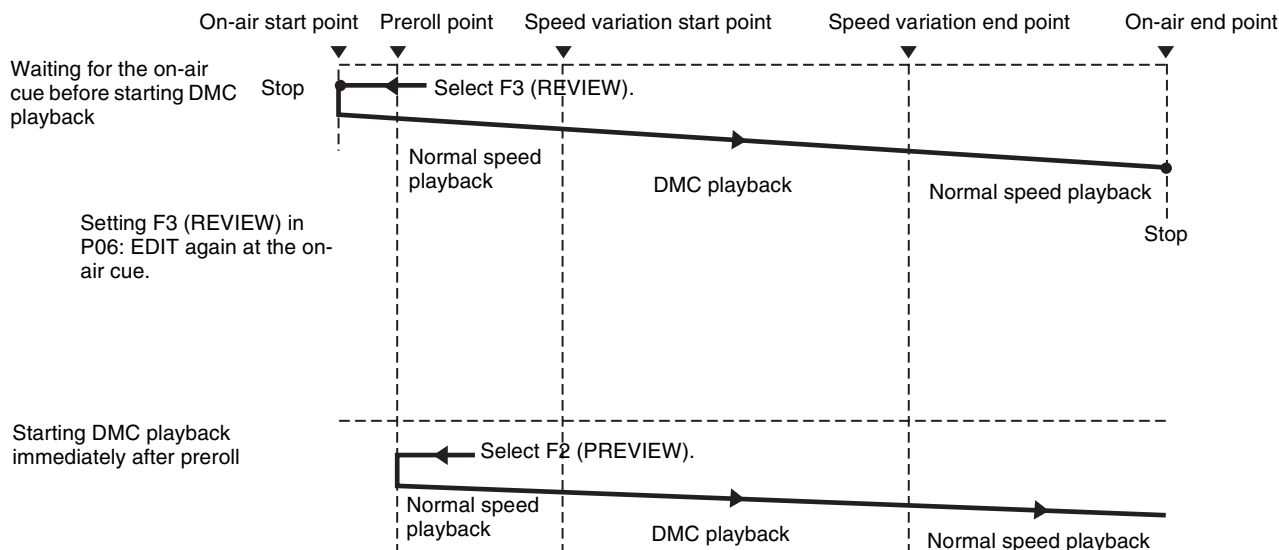 On-air start point Preroll point Speed variation start point Speed variation end point On-air end point
Waiting for the on-air
cue before starting DMC
playback
Stop
Select F3 (REVIEW).
Normal speed
playback
DMC playback
Normal speed playback
Stop
Setting F3 (REVIEW) in
P06: EDIT again at the on-
air cue.
Starting DMC playback
immediately after preroll
Select F2 (PREVIEW).
Normal speed
playback
DMC playback
Normal speed playback